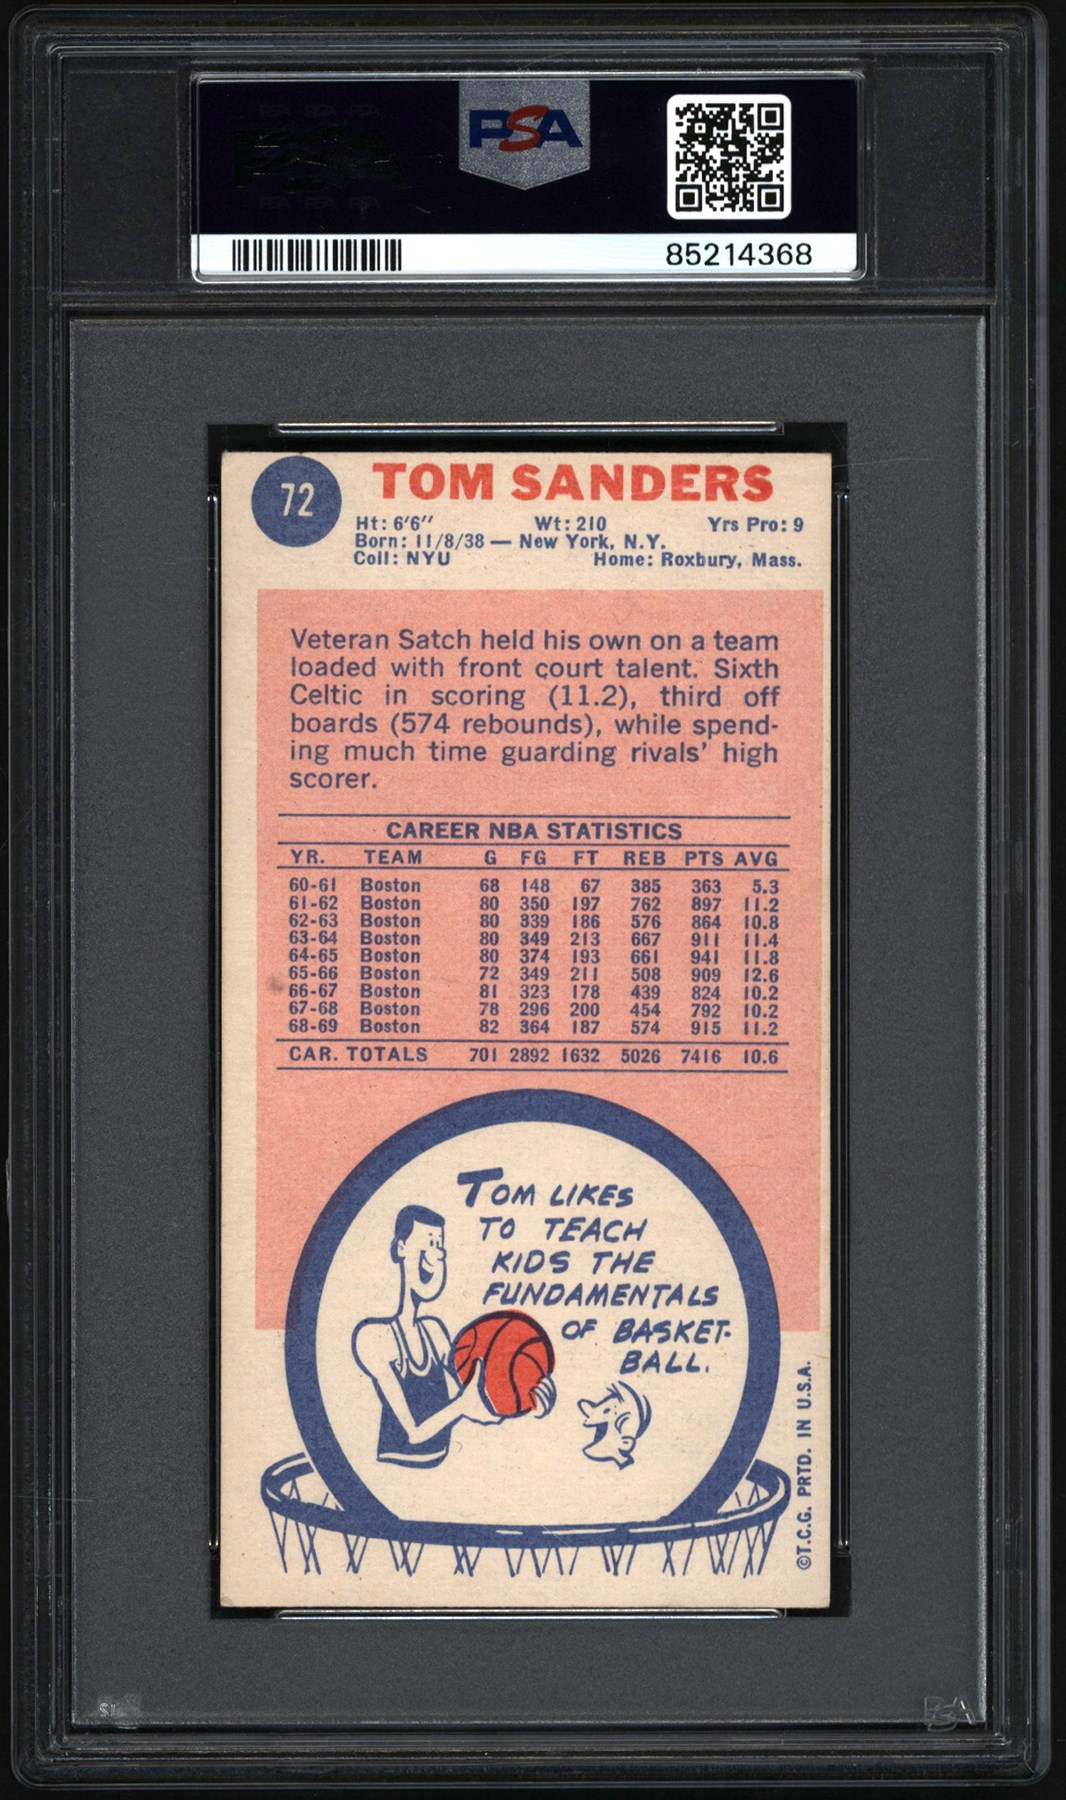 PSA
85214368
72
TOM SANDERS
Ht: 6'6" Wt: 210 Yrs Pro: 9
Born: 11/8/38 — New York, N.Y.
Coll: NYU Home: Roxbury, Mass.
Veteran Satch held his own on a team
loaded with front court talent. Sixth
Celtic in scoring (11.2), third off
boards (574 rebounds), while spend-
ing much time guarding rivals' high
scorer.
CAREER NBA STATISTICS
YR. TEAM G FG FT REB PTS AVG
60-61 Boston 68 148 67 385 363 5.3
61-62 Boston 80 350 197 762 897 11.2
62-63 Boston 80 339 186 576 864 10.8
63-64 Boston 80 349 213 667 911 11.4
64-65 Boston 80 374 193 661 941 11.8
65-66 Boston 72 349 211 508 909 12.6
66-67 Boston 81 323 178 439 824 10.2
67-68 Boston 78 296 200 454 792 10.2
68-69 Boston 82 364 187 574 915 11.2
CAR. TOTALS 701 2892 1632 5026 7416 10.6
TOM LIKES
TO TEACH
KIDS THE
FUNDAMENTALS
OF BASKET-
BALL.
©T.C.G. PRTD. IN U.S.A.
PSA